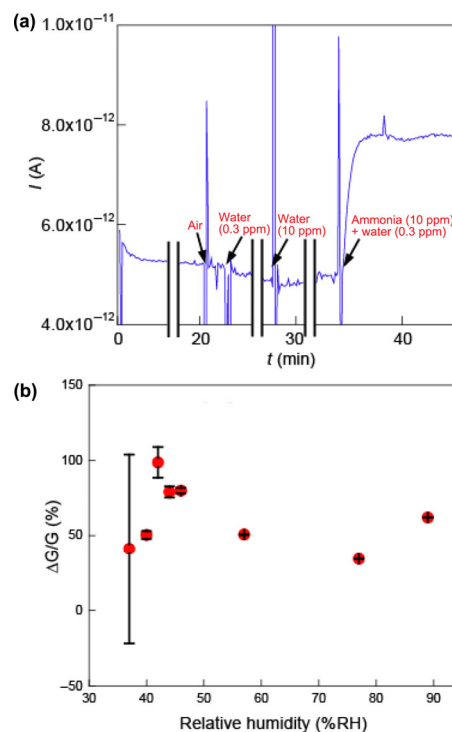 (a)
1.0x10⁻¹¹
8.0x10⁻¹²
6.0x10⁻¹²
4.0x10⁻¹²
I (A)
Air
Water
(0.3 ppm)
Water
(10 ppm)
Ammonia (10 ppm)
+ water (0.3 ppm)
0 20 30 40
t (min)
(b)
150
100
50
0
−50
ΔG/G (%)
30 40 50 60 70 80 90
Relative humidity (%RH)